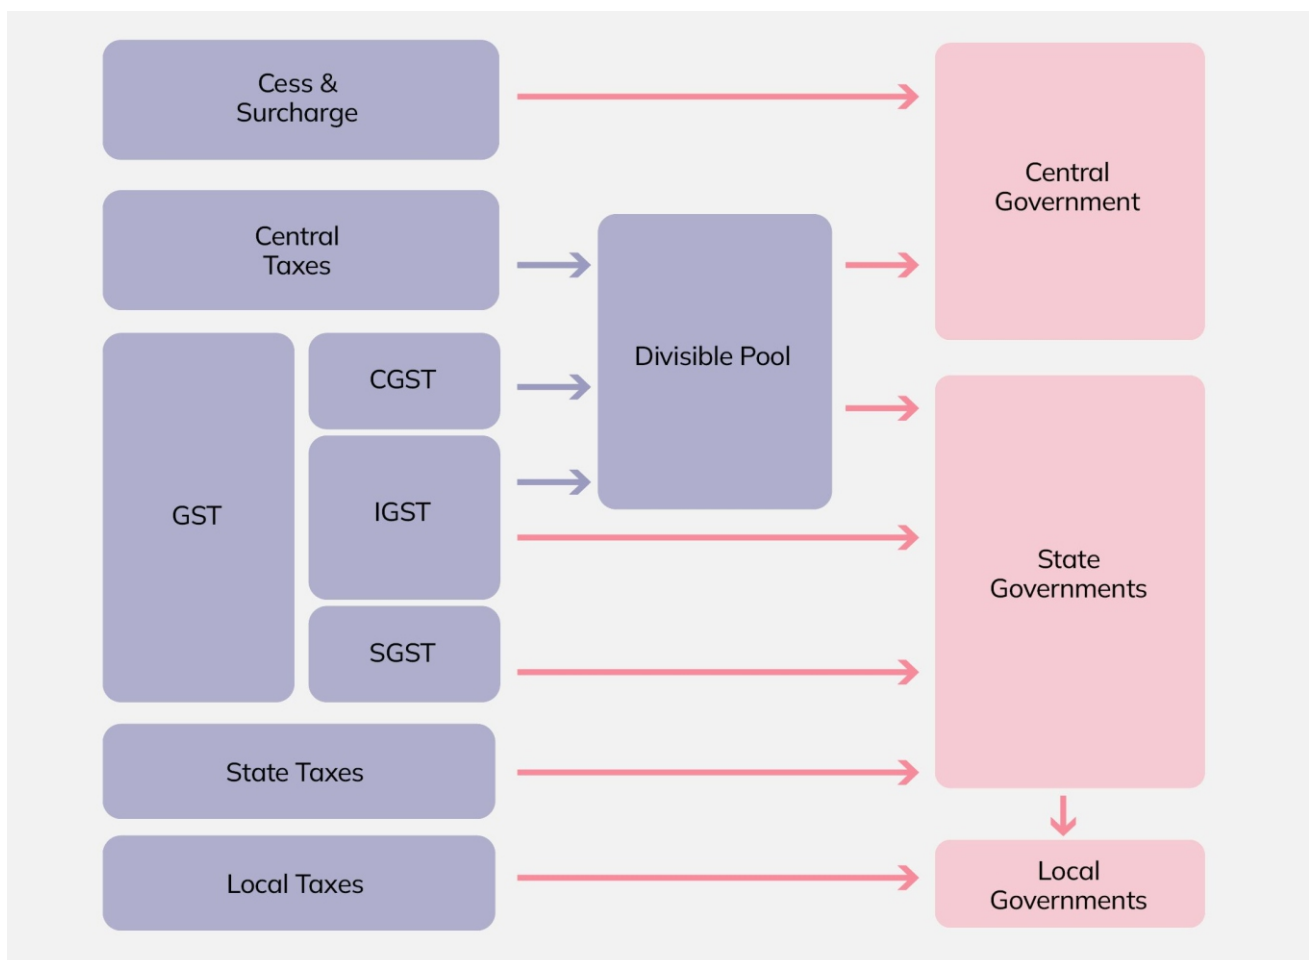 Cess &
Surcharge
Central
Government
Central
Taxes
Divisible Pool
CGST
GST
IGST
State
Governments
SGST
State Taxes
Local Taxes
Local
Governments